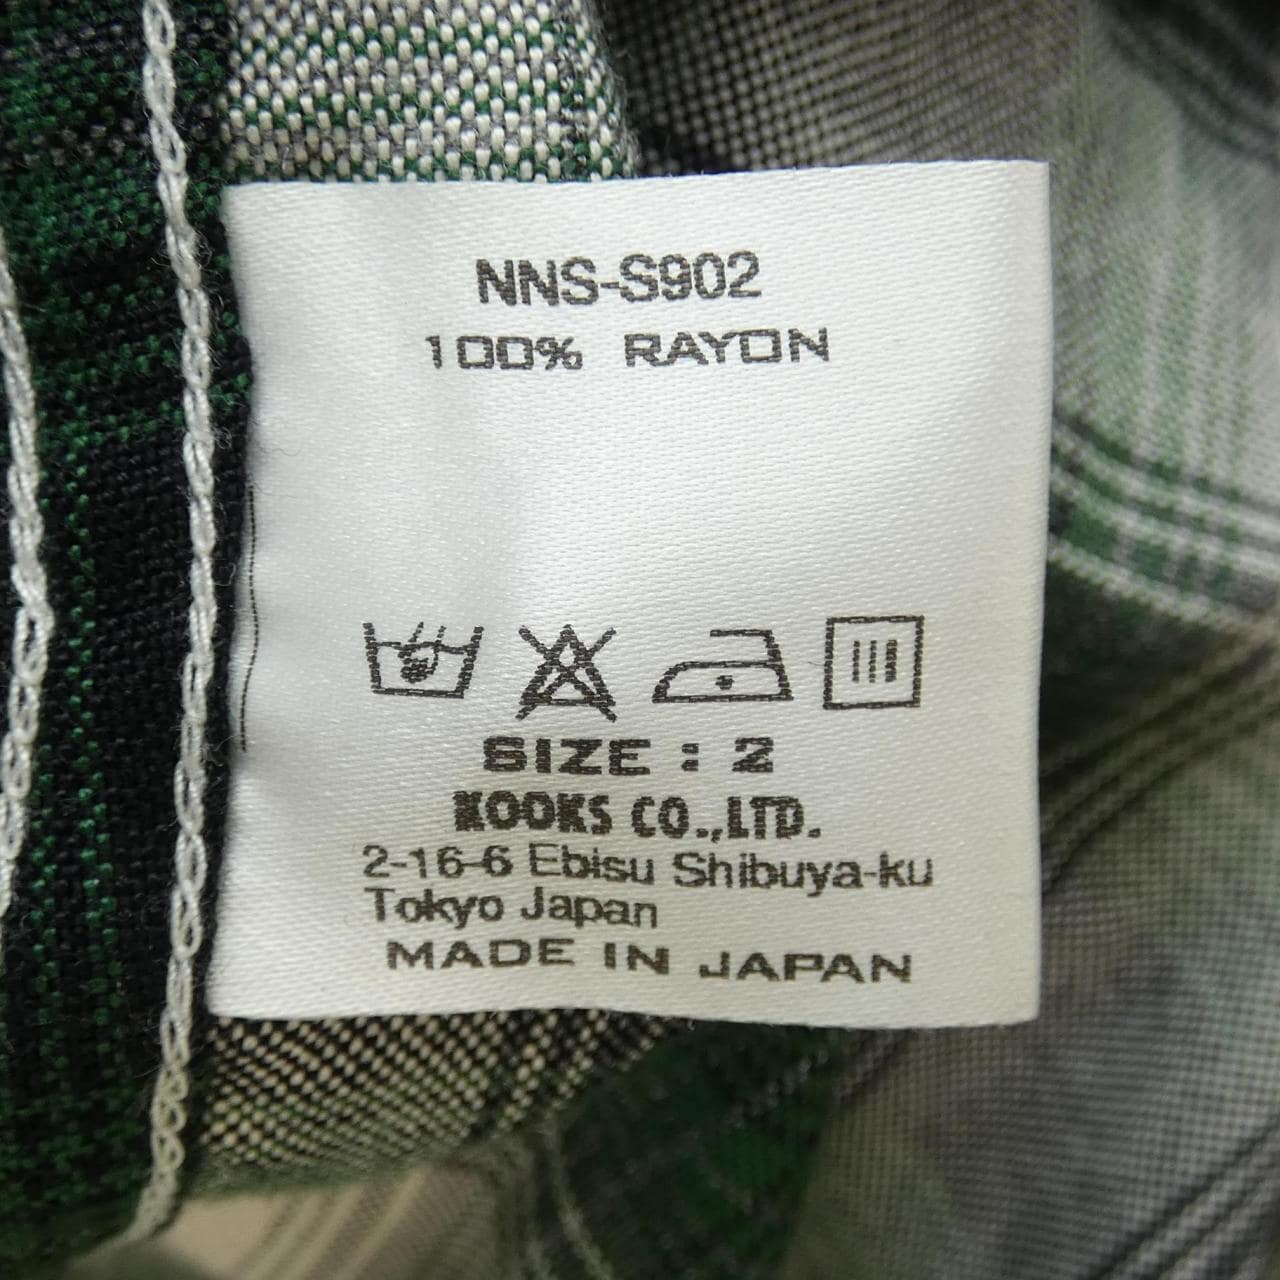 NNS-S902
100% RAYON
SIZE : 2
KOOKS CO.,LTD.
2-16-6 Ebisu Shibuya-ku
Tokyo Japan
MADE IN JAPAN